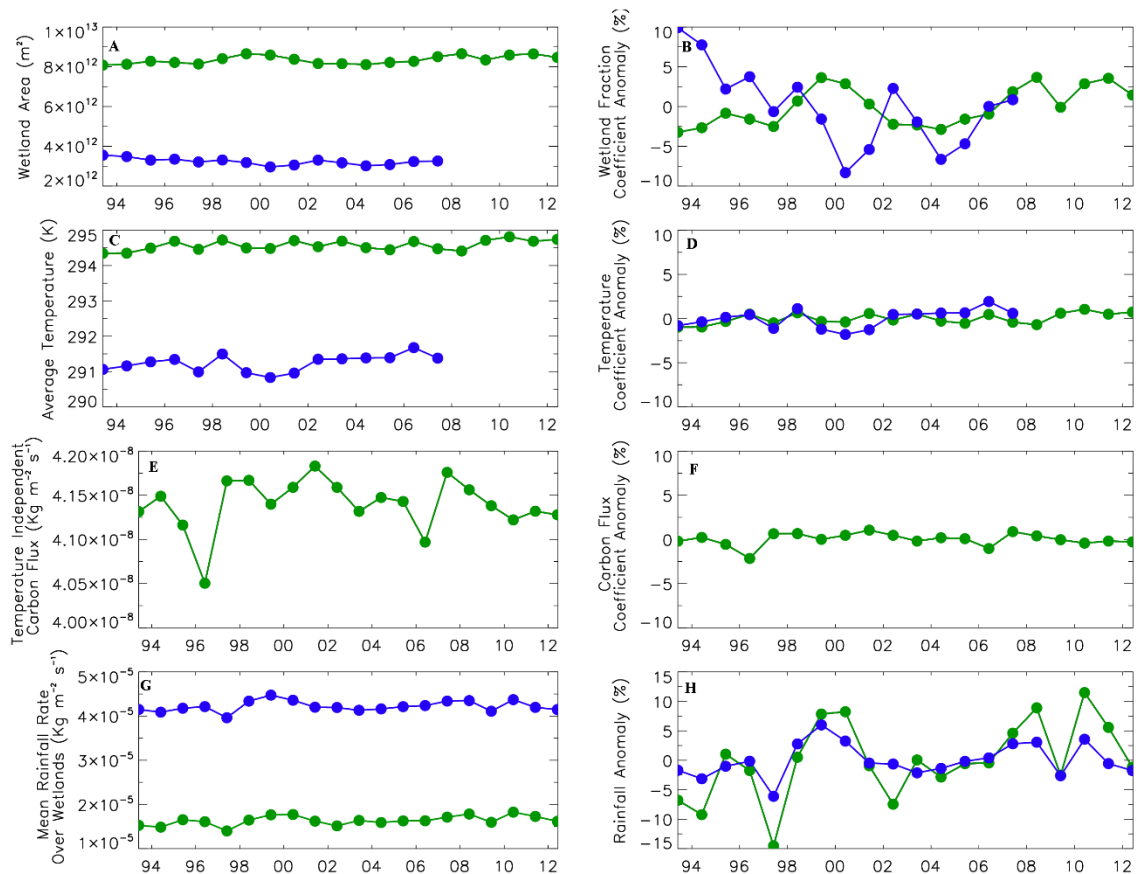 A
Wetland Area (m²)
1×10¹³
8×10¹²
6×10¹²
4×10¹²
2×10¹²
94 96 98 00 02 04 06 08 10 12
B
Wetland Fraction
Coefficient Anomaly (%)
10
5
0
−5
−10
94 96 98 00 02 04 06 08 10 12
C
Average Temperature (K)
295
294
293
292
291
290
94 96 98 00 02 04 06 08 10 12
D
Temperature
Coefficient Anomaly (%)
10
5
0
−5
−10
94 96 98 00 02 04 06 08 10 12
E
Temperature Independent
Carbon Flux (Kg m⁻² s⁻¹)
4.20×10⁻⁸
4.15×10⁻⁸
4.10×10⁻⁸
4.05×10⁻⁸
4.00×10⁻⁸
94 96 98 00 02 04 06 08 10 12
F
Carbon Flux
Coefficient Anomaly (%)
10
5
0
−5
−10
94 96 98 00 02 04 06 08 10 12
G
Mean Rainfall Rate
Over Wetlands (Kg m⁻² s⁻¹)
5×10⁻⁵
4×10⁻⁵
3×10⁻⁵
2×10⁻⁵
1×10⁻⁵
94 96 98 00 02 04 06 08 10 12
H
Rainfall Anomaly (%)
15
10
5
0
−5
−10
−15
94 96 98 00 02 04 06 08 10 12